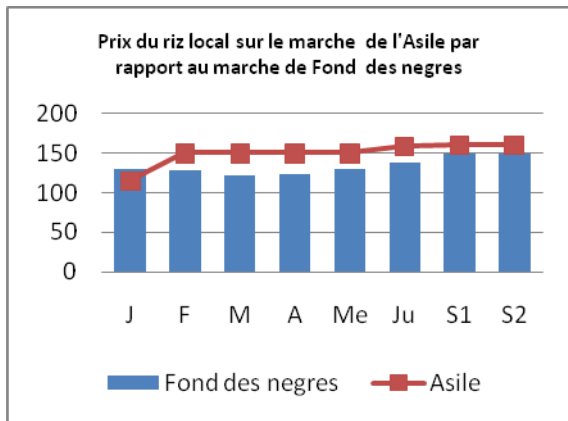 Prix du riz local sur le marche de l'Asile par
rapport au marche de Fond des negres
200
150
100
50
0
J F M A Me Ju S1 S2
Fond des negres Asile